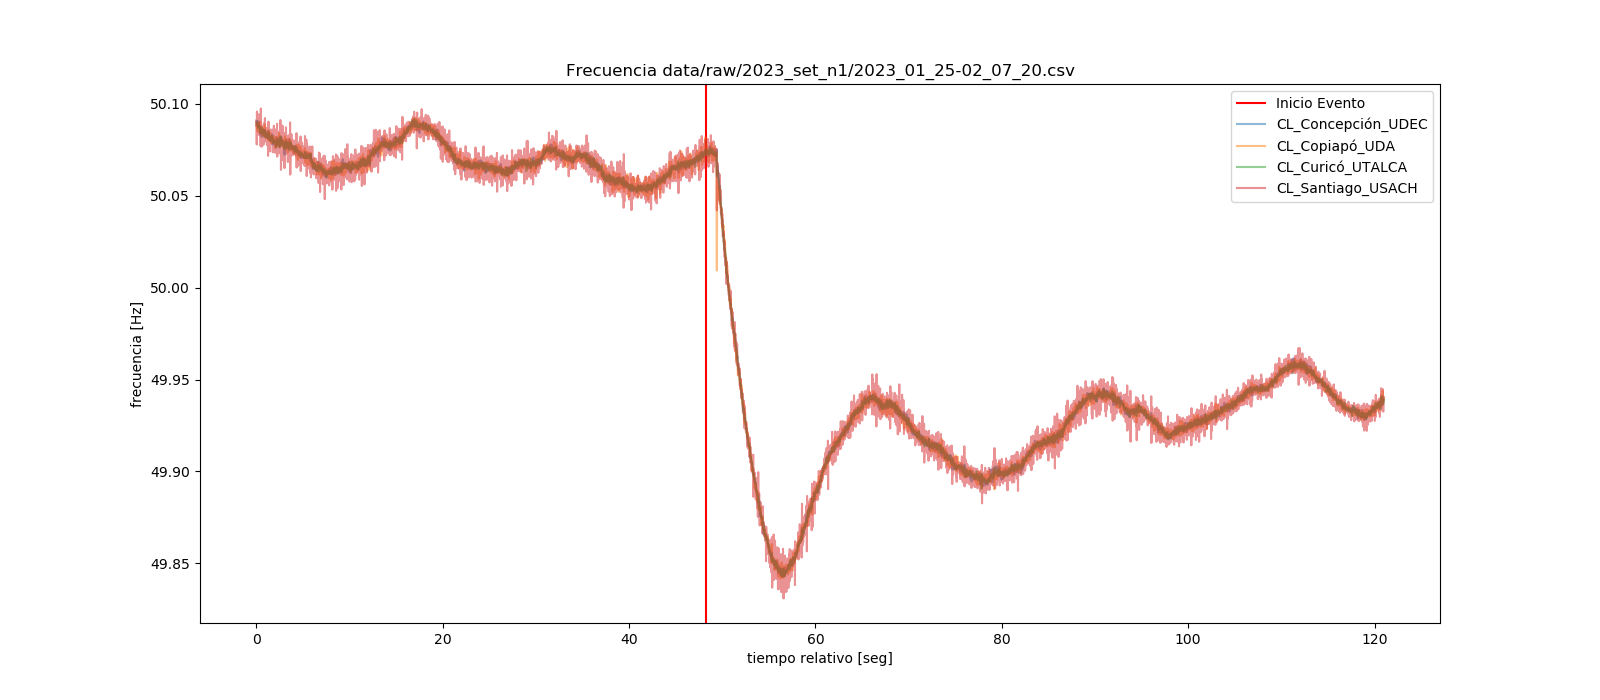 Frecuencia data/raw/2023_set_n1/2023_01_25-02_07_20.csv
Inicio Evento
CL_Concepción_UDEC
CL_Copiapó_UDA
CL_Curicó_UTALCA
CL_Santiago_USACH
frecuencia [Hz]
50.10
50.05
50.00
49.95
49.90
49.85
0 20 40 60 80 100 120
tiempo relativo [seg]